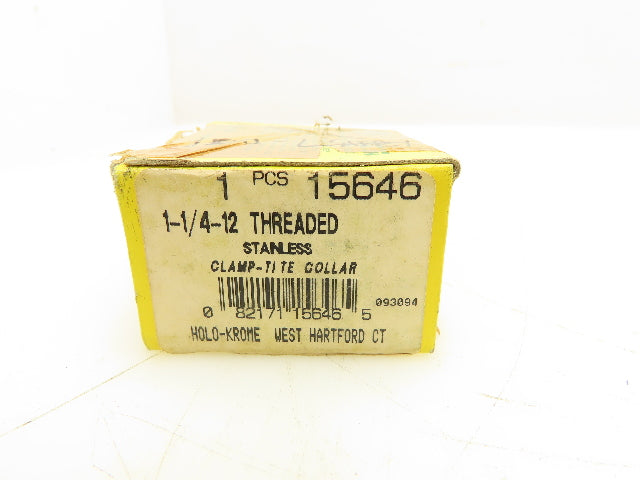 1 PCS 15646
1-1/4-12 THREADED
STANLESS
CLAMP-TITE COLLAR
093094
0 82171 15646 5
HOLO-KROME WEST HARTFORD CT